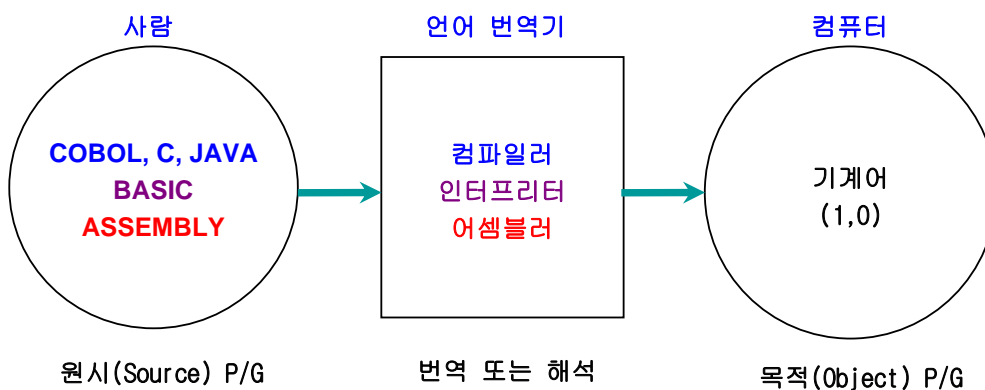 사람
언어 번역기
컴퓨터
COBOL, C, JAVA
BASIC
ASSEMBLY
컴파일러
인터프리터
어셈블러
기계어
(1,0)
원시(Source) P/G
번역 또는 해석
목적(Object) P/G